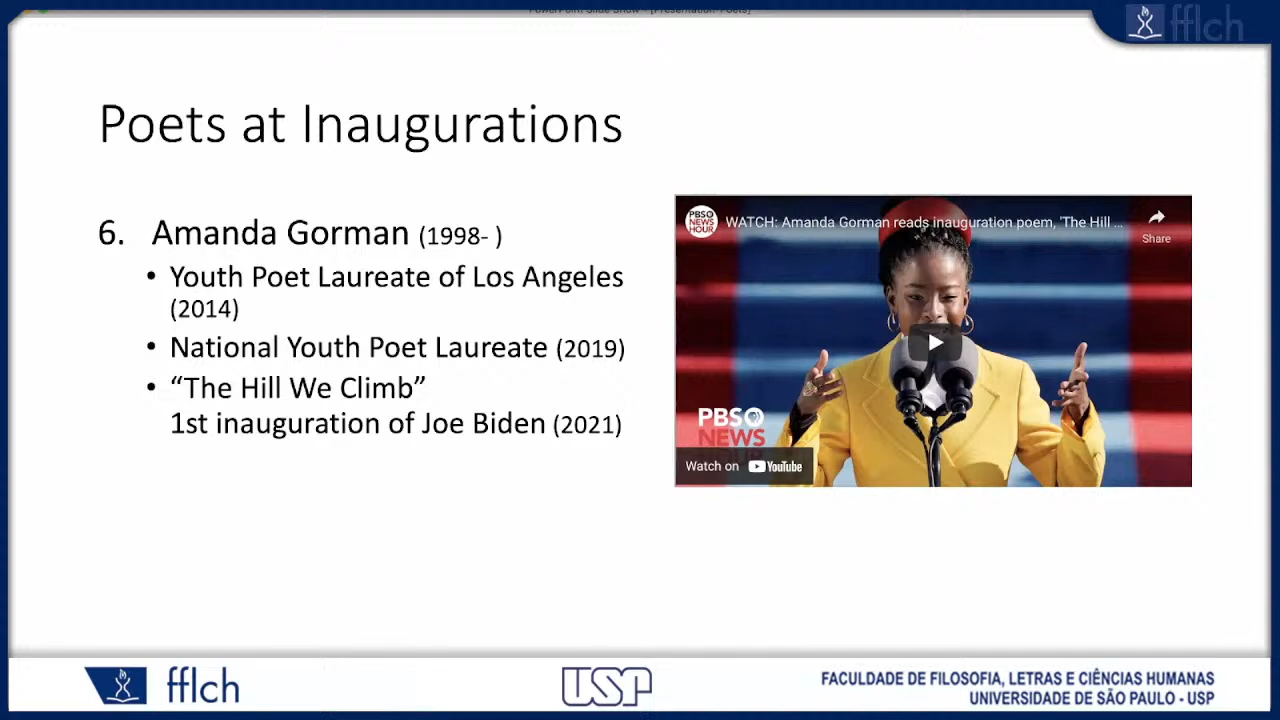 PowerPoint Slide Show - [Presentation- Poets]
fflch
Poets at Inaugurations
6. Amanda Gorman (1998- )
• Youth Poet Laureate of Los Angeles
(2014)
• National Youth Poet Laureate (2019)
• “The Hill We Climb”
1st inauguration of Joe Biden (2021)
PBS
NEWS
HOUR
WATCH: Amanda Gorman reads inauguration poem, 'The Hill ...
Share
PBS
NEWS
Watch on YouTube
fflch
USP
FACULDADE DE FILOSOFIA, LETRAS E CIÊNCIAS HUMANAS
UNIVERSIDADE DE SÃO PAULO - USP